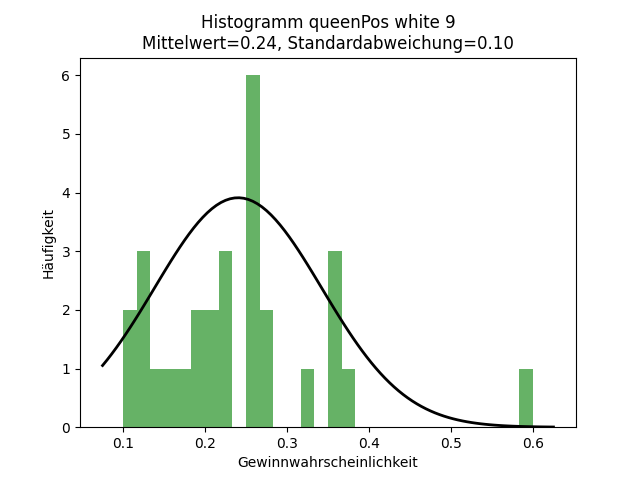 Histogramm queenPos white 9
Mittelwert=0.24, Standardabweichung=0.10
6
5
4
3
2
1
0
Häufigkeit
0.1 0.2 0.3 0.4 0.5 0.6
Gewinnwahrscheinlichkeit